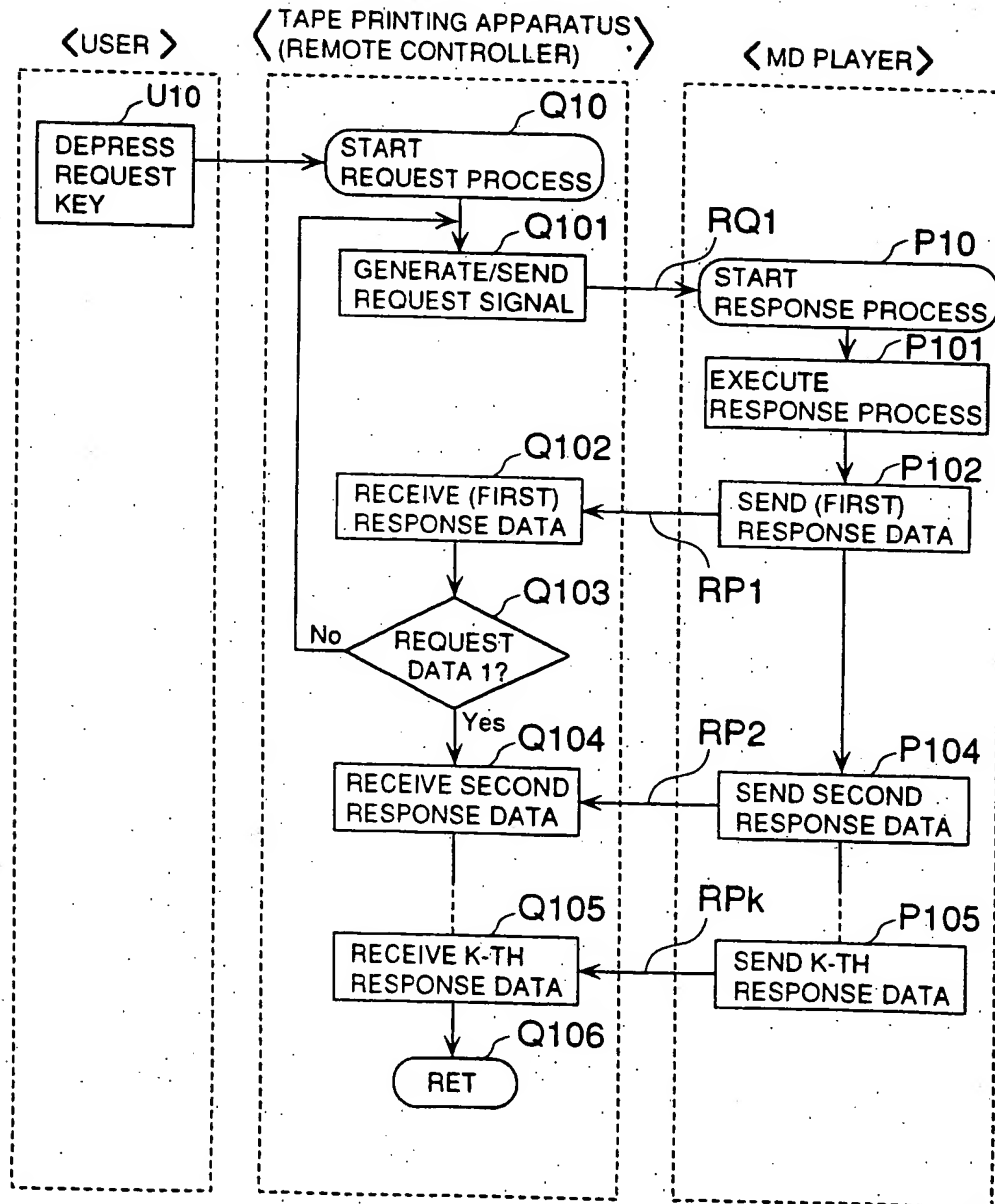 <USER>
<TAPE PRINTING APPARATUS
(REMOTE CONTROLLER)>
<MD PLAYER>
U10
DEPRESS
REQUEST
KEY
Q10
START
REQUEST PROCESS
Q101
GENERATE/SEND
REQUEST SIGNAL
RQ1
P10
START
RESPONSE PROCESS
P101
EXECUTE
RESPONSE PROCESS
Q102
RECEIVE (FIRST)
RESPONSE DATA
P102
SEND (FIRST)
RESPONSE DATA
RP1
Q103
No
REQUEST
DATA 1?
Yes
Q104
RECEIVE SECOND
RESPONSE DATA
RP2
P104
SEND SECOND
RESPONSE DATA
Q105
RECEIVE K-TH
RESPONSE DATA
RPk
P105
SEND K-TH
RESPONSE DATA
Q106
RET